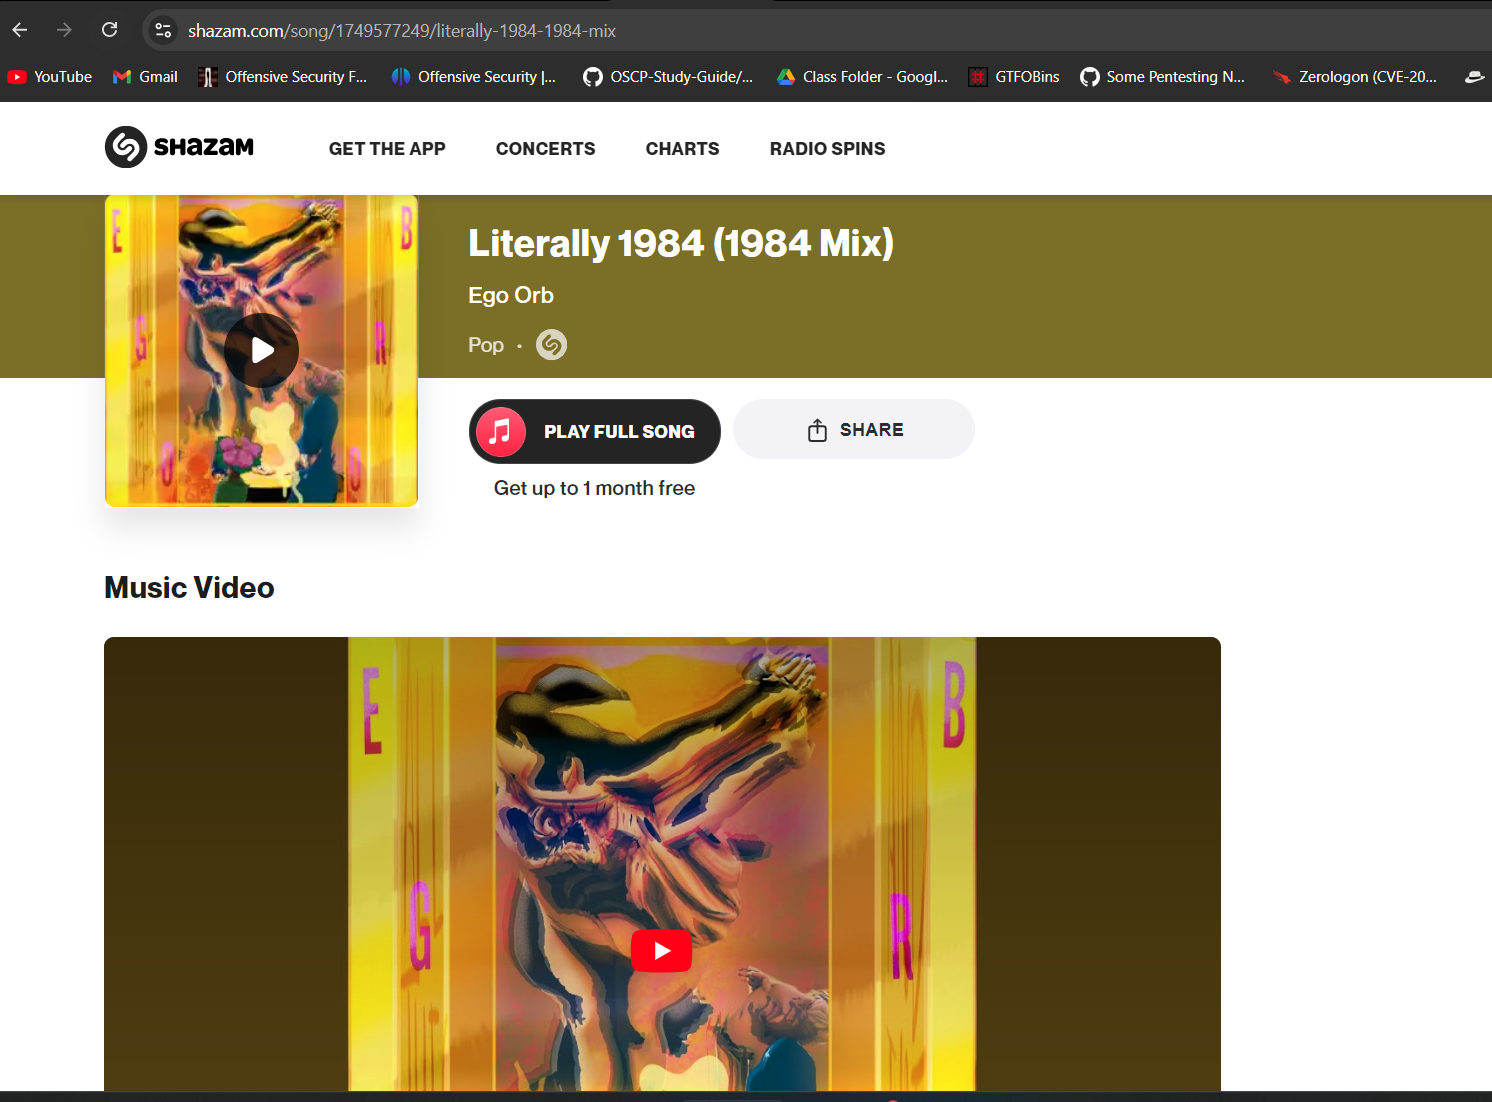 shazam.com/song/1749577249/literally-1984-1984-mix
YouTube Gmail Offensive Security F... Offensive Security |... OSCP-Study-Guide/... Class Folder - Googl... GTFOBins Some Pentesting N... Zerologon (CVE-20...
SHAZAM GET THE APP CONCERTS CHARTS RADIO SPINS
E B
G R
O O
Literally 1984 (1984 Mix)
Ego Orb
Pop •
PLAY FULL SONG SHARE
Get up to 1 month free
Music Video
E B
G R